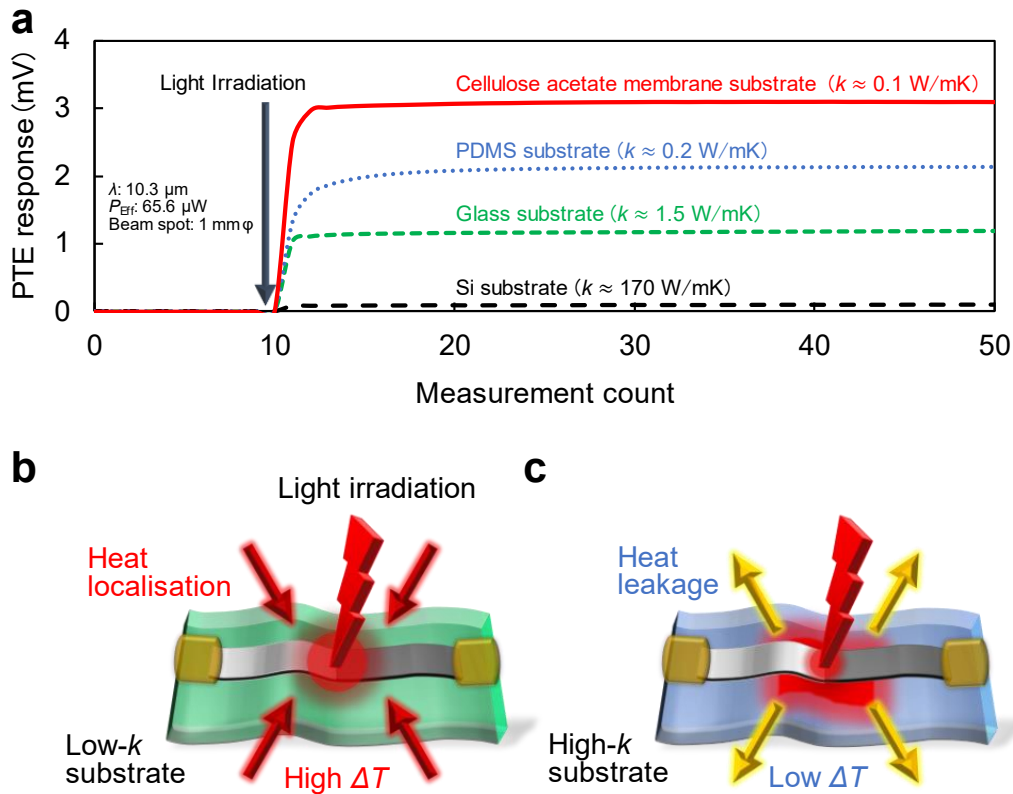 a
PTE response (mV)
4
3
2
1
0
Light Irradiation
λ: 10.3 μm
P_Eff: 65.6 μW
Beam spot: 1 mmφ
Cellulose acetate membrane substrate (k ≈ 0.1 W/mK)
PDMS substrate (k ≈ 0.2 W/mK)
Glass substrate (k ≈ 1.5 W/mK)
Si substrate (k ≈ 170 W/mK)
0 10 20 30 40 50
Measurement count
b
Light irradiation
Heat
localisation
Low-k
substrate
High ΔT
c
Heat
leakage
High-k
substrate
Low ΔT